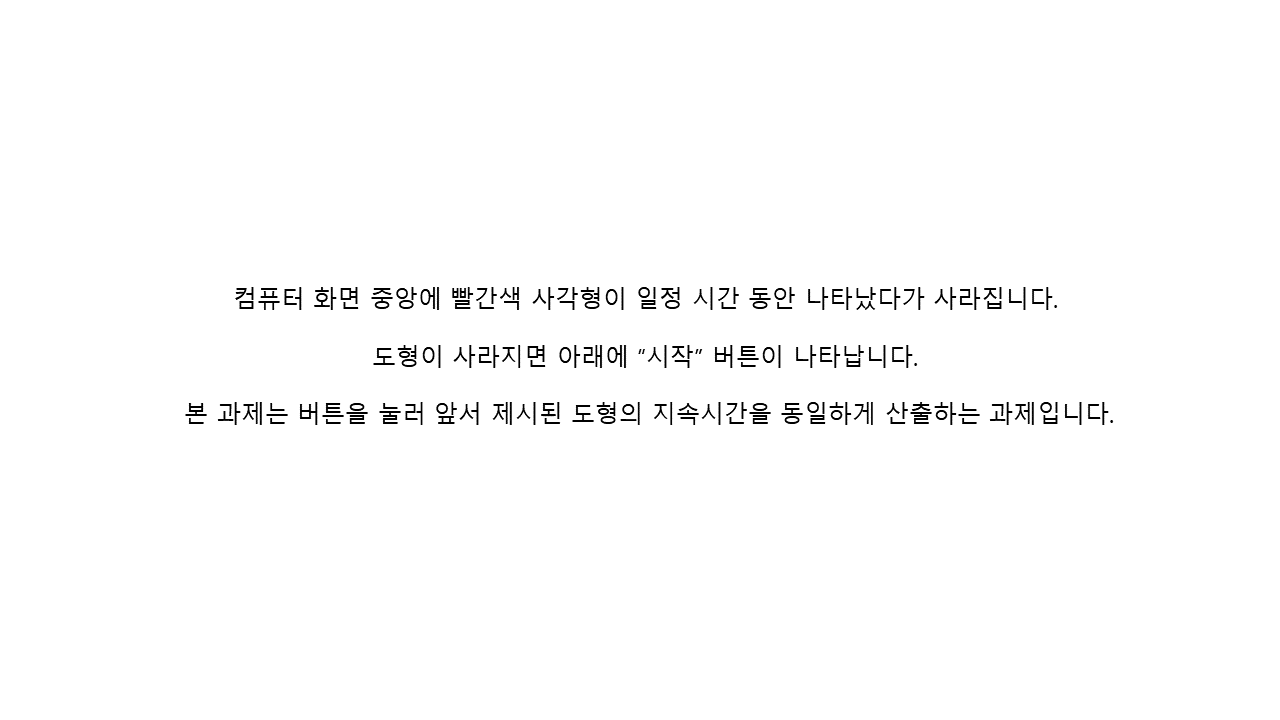 컴퓨터 화면 중앙에 빨간색 사각형이 일정 시간 동안 나타났다가 사라집니다.
도형이 사라지면 아래에 “시작” 버튼이 나타납니다.
본 과제는 버튼을 눌러 앞서 제시된 도형의 지속시간을 동일하게 산출하는 과제입니다.